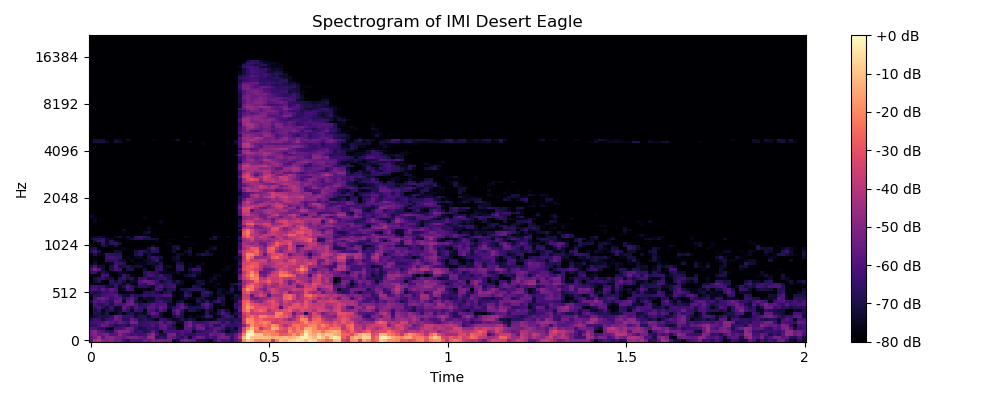 Spectrogram of IMI Desert Eagle
16384
8192
4096
2048
1024
512
0
Hz
0
0.5
1
1.5
2
Time
+0 dB
-10 dB
-20 dB
-30 dB
-40 dB
-50 dB
-60 dB
-70 dB
-80 dB